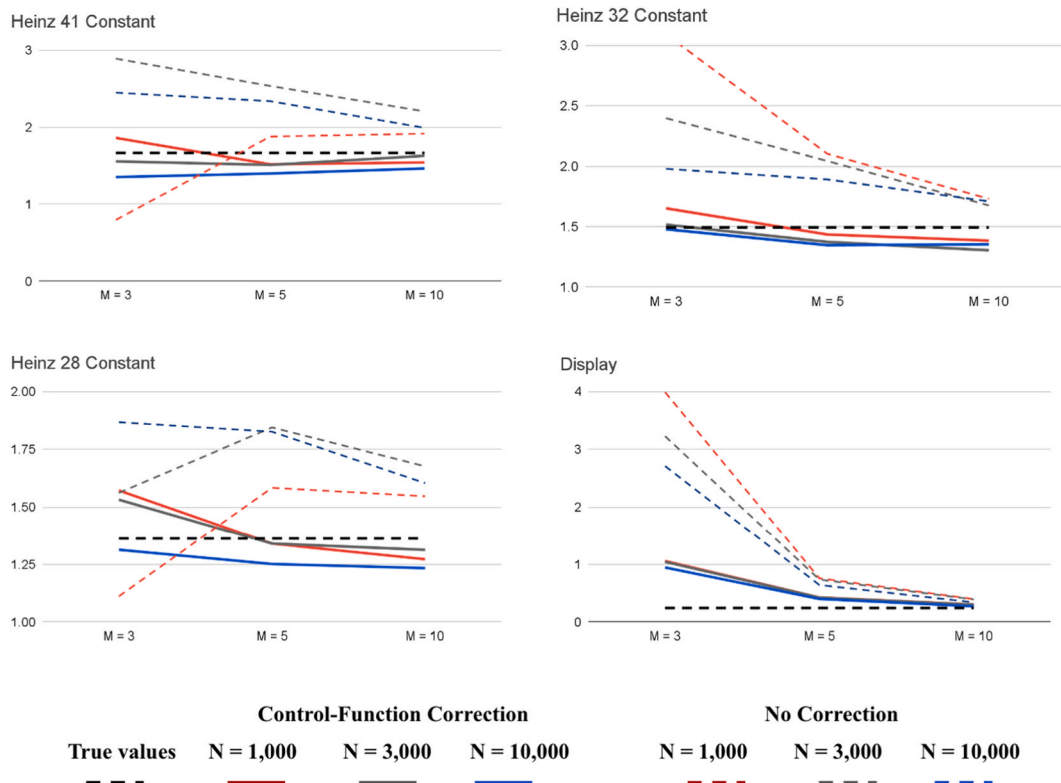 Heinz 41 Constant
3
2
1
0
M = 3
M = 5
M = 10
Heinz 32 Constant
3.0
2.5
2.0
1.5
1.0
M = 3
M = 5
M = 10
Heinz 28 Constant
2.00
1.75
1.50
1.25
1.00
M = 3
M = 5
M = 10
Display
4
3
2
1
0
M = 3
M = 5
M = 10
Control-Function Correction
No Correction
True values N = 1,000 N = 3,000 N = 10,000 N = 1,000 N = 3,000 N = 10,000